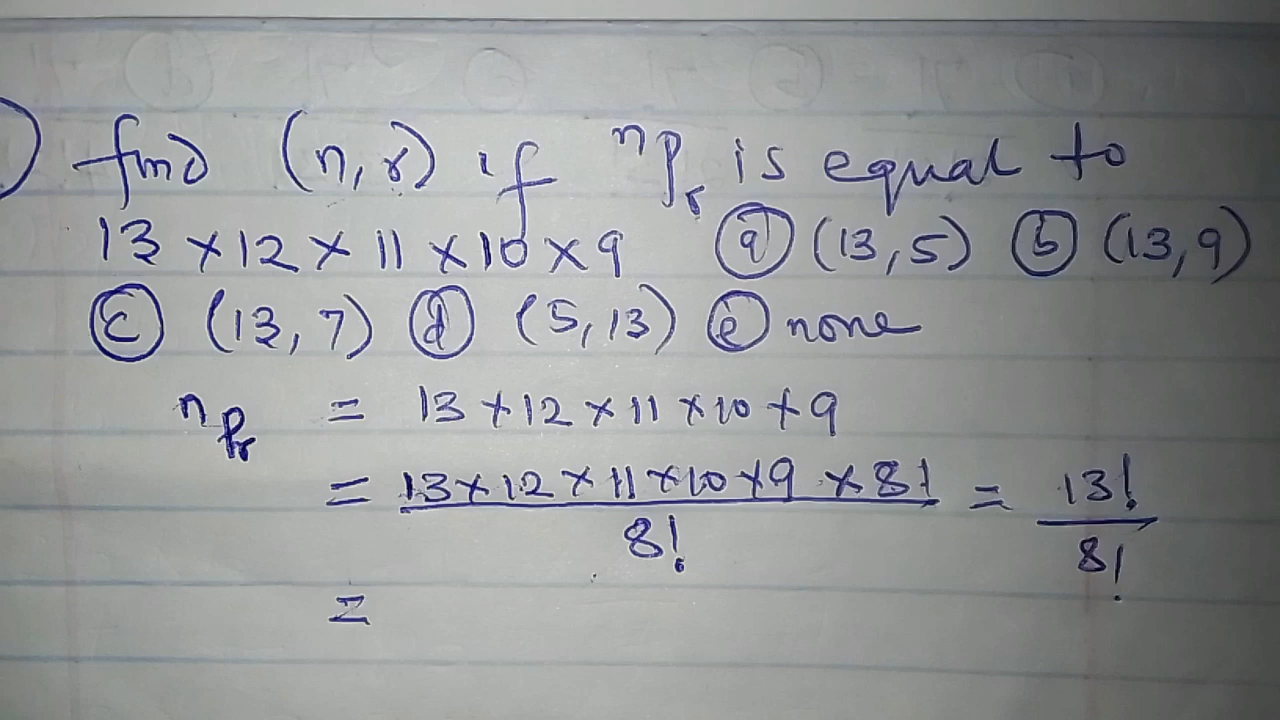 ) find (n,r) if ⁿPᵣ is equal to
13 × 12 × 11 × 10 × 9 ⓐ (13,5) ⓑ (13,9)
ⓒ (13,7) ⓓ (5,13) ⓔ none
ⁿPᵣ = 13 × 12 × 11 × 10 × 9
= 13 × 12 × 11 × 10 × 9 × 8! / 8! = 13! / 8!
=